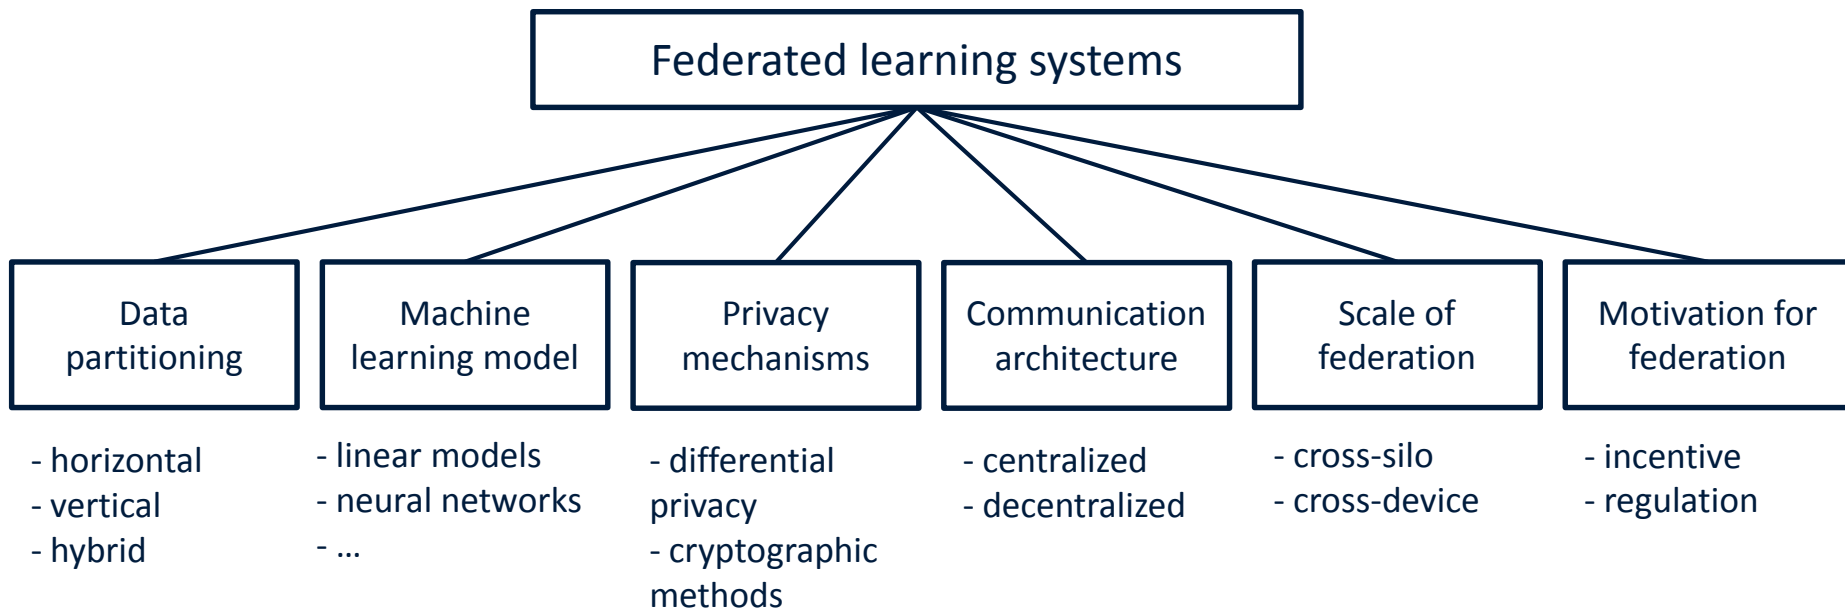 Federated learning systems
Data
partitioning
Machine
learning model
Privacy
mechanisms
Communication
architecture
Scale of
federation
Motivation for
federation
- horizontal
- vertical
- hybrid
- linear models
- neural networks
- ...
- differential
privacy
- cryptographic
methods
- centralized
- decentralized
- cross-silo
- cross-device
- incentive
- regulation